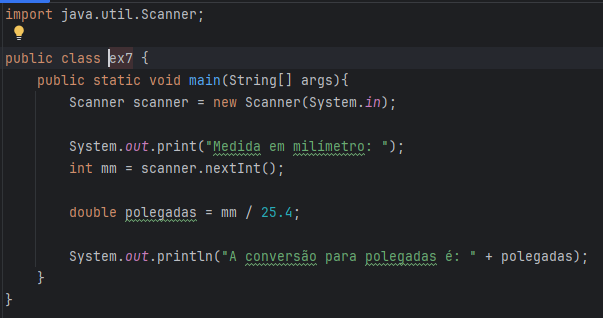 import java.util.Scanner;
public class ex7 {
public static void main(String[] args){
Scanner scanner = new Scanner(System.in);
System.out.print("Medida em milímetro: ");
int mm = scanner.nextInt();
double polegadas = mm / 25.4;
System.out.println("A conversão para polegadas é: " + polegadas);
}
}